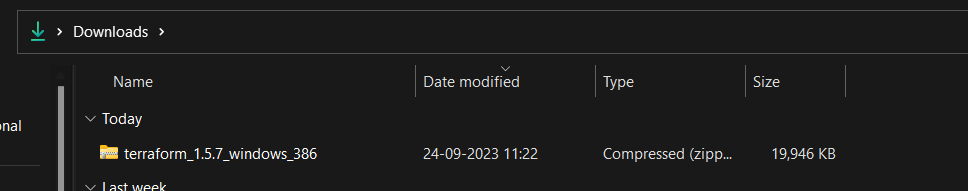 Downloads
Name Date modified Type Size
onal
Today
terraform_1.5.7_windows_386 24-09-2023 11:22 Compressed (zipp... 19,946 KB
Last week